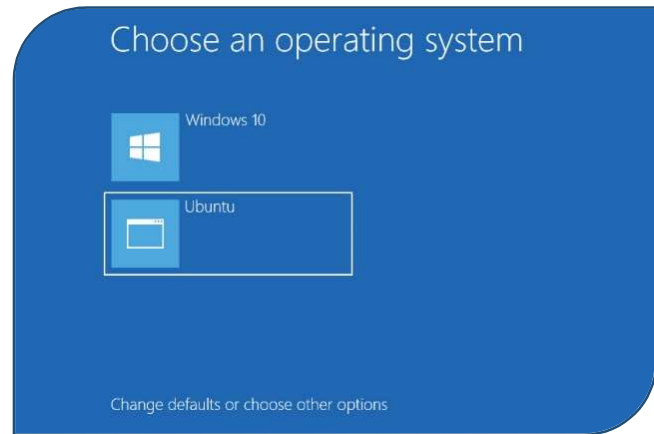 Choose an operating system
Windows 10
Ubuntu
Change defaults or choose other options